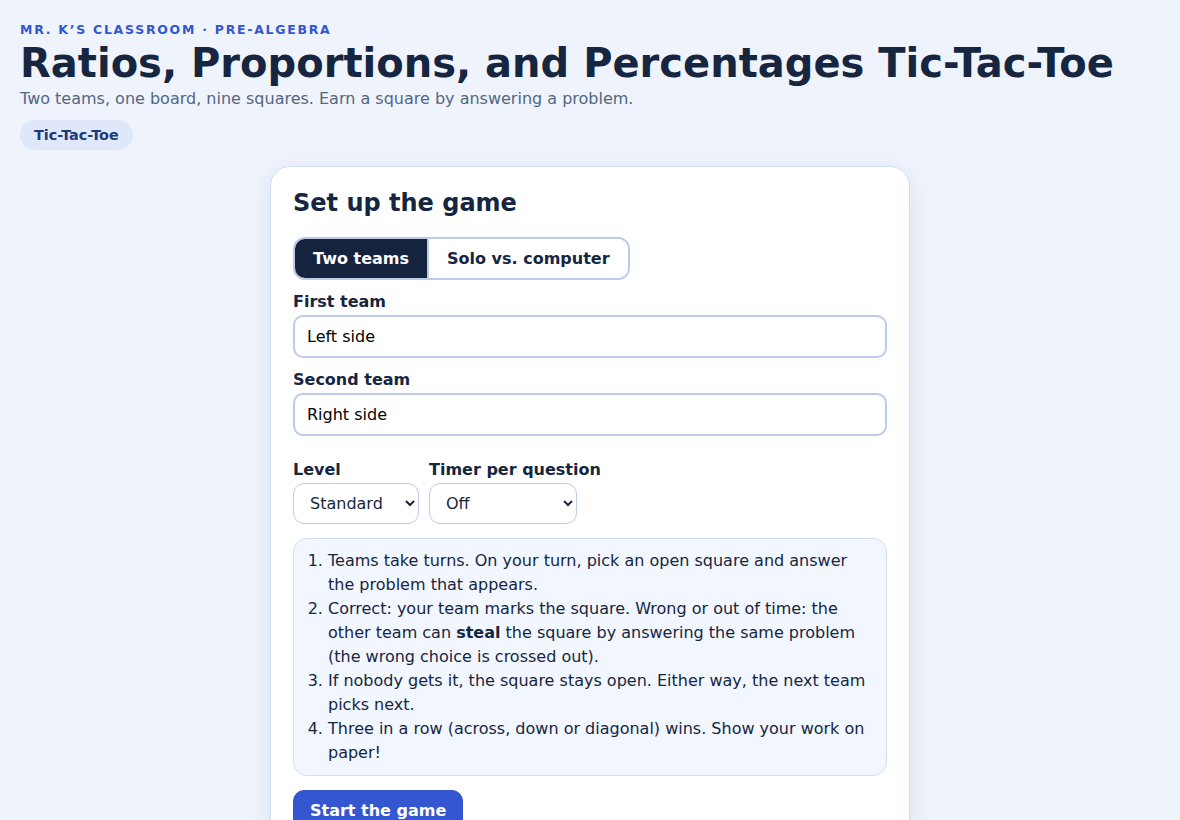 MR. K’S CLASSROOM · PRE-ALGEBRA
Ratios, Proportions, and Percentages Tic-Tac-Toe
Two teams, one board, nine squares. Earn a square by answering a problem.
Tic-Tac-Toe
Set up the game
Two teams
Solo vs. computer
First team
Left side
Second team
Right side
Level
Timer per question
Standard
Off
1. Teams take turns. On your turn, pick an open square and answer
the problem that appears.
2. Correct: your team marks the square. Wrong or out of time: the
other team can steal the square by answering the same problem
(the wrong choice is crossed out).
3. If nobody gets it, the square stays open. Either way, the next team
picks next.
4. Three in a row (across, down or diagonal) wins. Show your work on
paper!
Start the game